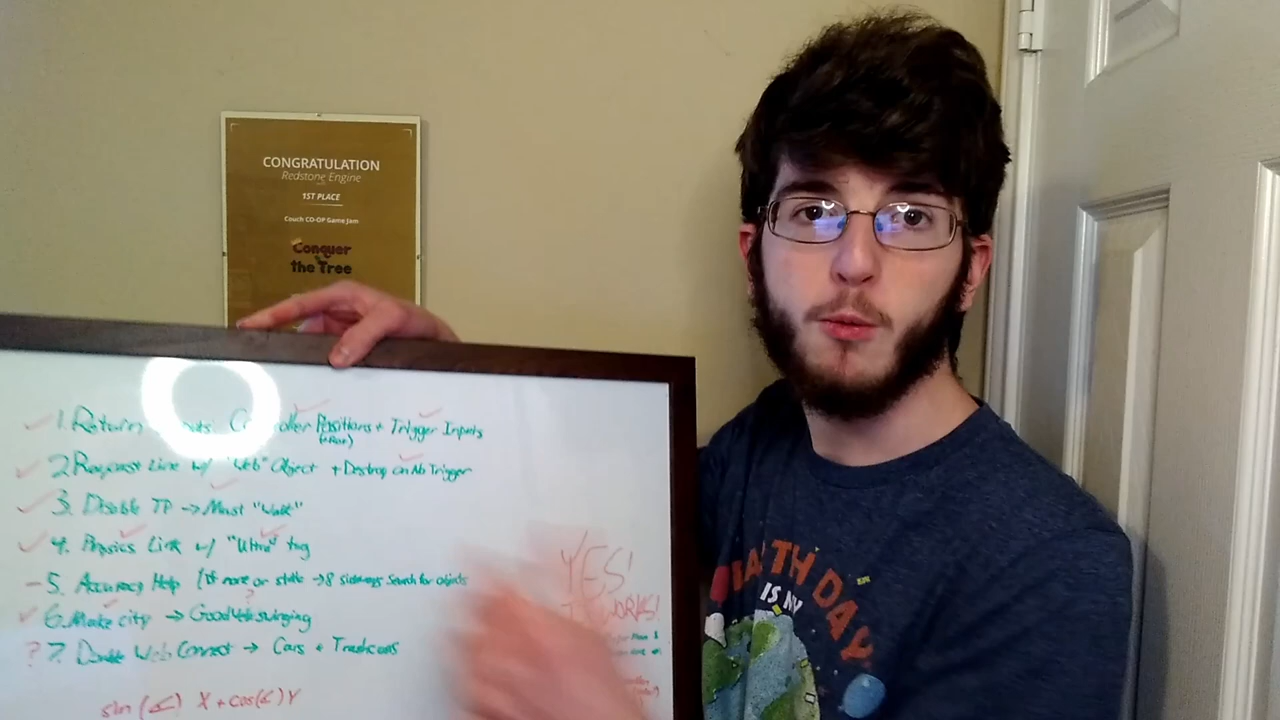 CONGRATULATION
Redstone Engine
1ST PLACE
Couch CO-OP Game Jam
Conquer
the Tree
1. Return Positions + Trigger Inputs
2. Raycast Line w/ "Web" Object + Destroy on No Trigger
3. Disable TP -> Must "Walk"
4. Physics Link w/ "Ultra" tag
- 5. Accuracy Help (if none or static -> 8 sideways search for objects
?
6. Make city -> Good Web swinging
? 7. Double Web Connect -> Cars + Trashcans
sin(∠) X + cos(∠) Y
YES!
WORKS!
EARTH DAY
IS MY